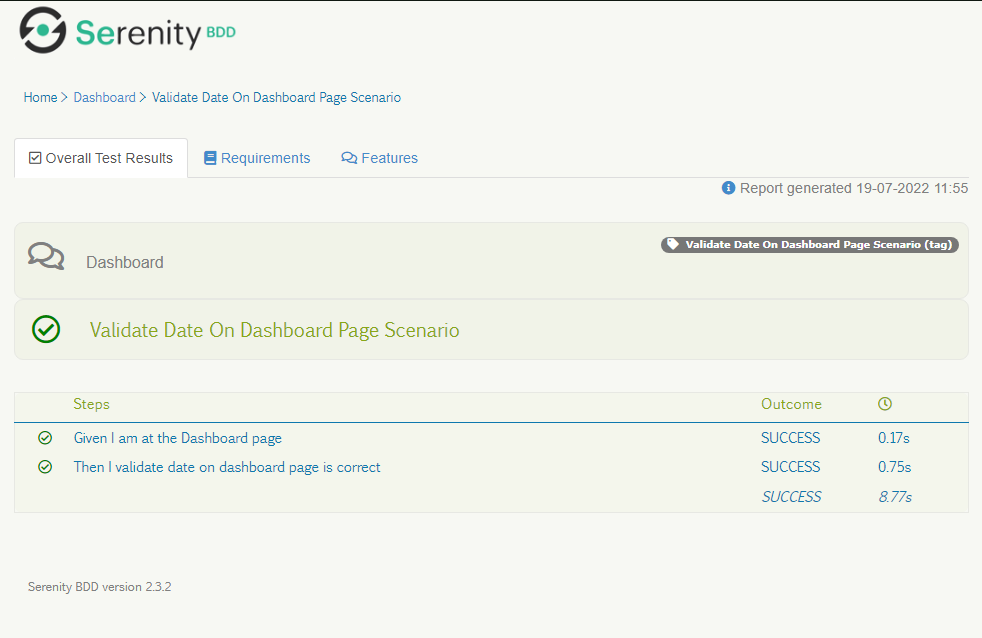 Serenity BDD
Home > Dashboard > Validate Date On Dashboard Page Scenario
Overall Test Results Requirements Features
Report generated 19-07-2022 11:55
Validate Date On Dashboard Page Scenario (tag)
Dashboard
Validate Date On Dashboard Page Scenario
Steps Outcome
Given I am at the Dashboard page SUCCESS 0.17s
Then I validate date on dashboard page is correct SUCCESS 0.75s
SUCCESS 8.77s
Serenity BDD version 2.3.2